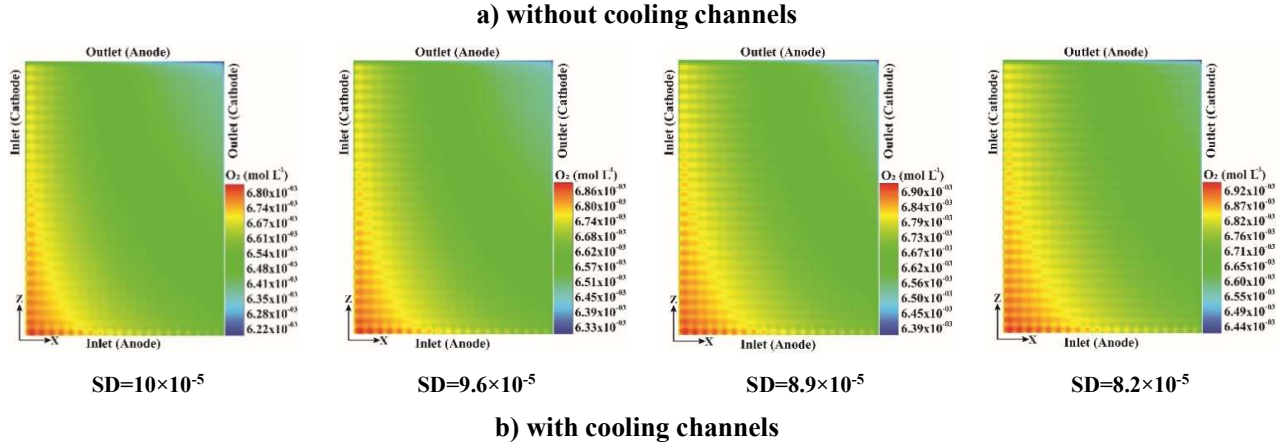 a) without cooling channels
Outlet (Anode)
Inlet (Cathode)
Outlet (Cathode)
O₂ (mol L⁻¹)
6.80x10⁻⁰³
6.74x10⁻⁰³
6.67x10⁻⁰³
6.61x10⁻⁰³
6.54x10⁻⁰³
6.48x10⁻⁰³
6.41x10⁻⁰³
6.35x10⁻⁰³
6.28x10⁻⁰³
6.22x10⁻⁰³
Z
X
Inlet (Anode)
SD=10×10⁻⁵
Outlet (Anode)
Inlet (Cathode)
Outlet (Cathode)
O₂ (mol L⁻¹)
6.86x10⁻⁰³
6.80x10⁻⁰³
6.74x10⁻⁰³
6.68x10⁻⁰³
6.62x10⁻⁰³
6.57x10⁻⁰³
6.51x10⁻⁰³
6.45x10⁻⁰³
6.39x10⁻⁰³
6.33x10⁻⁰³
Z
X
Inlet (Anode)
SD=9.6×10⁻⁵
Outlet (Anode)
Inlet (Cathode)
Outlet (Cathode)
O₂ (mol L⁻¹)
6.90x10⁻⁰³
6.84x10⁻⁰³
6.79x10⁻⁰³
6.73x10⁻⁰³
6.67x10⁻⁰³
6.62x10⁻⁰³
6.56x10⁻⁰³
6.50x10⁻⁰³
6.45x10⁻⁰³
6.39x10⁻⁰³
Z
X
Inlet (Anode)
SD=8.9×10⁻⁵
Outlet (Anode)
Inlet (Cathode)
Outlet (Cathode)
O₂ (mol L⁻¹)
6.92x10⁻⁰³
6.87x10⁻⁰³
6.82x10⁻⁰³
6.76x10⁻⁰³
6.71x10⁻⁰³
6.65x10⁻⁰³
6.60x10⁻⁰³
6.55x10⁻⁰³
6.49x10⁻⁰³
6.44x10⁻⁰³
Z
X
Inlet (Anode)
SD=8.2×10⁻⁵
b) with cooling channels